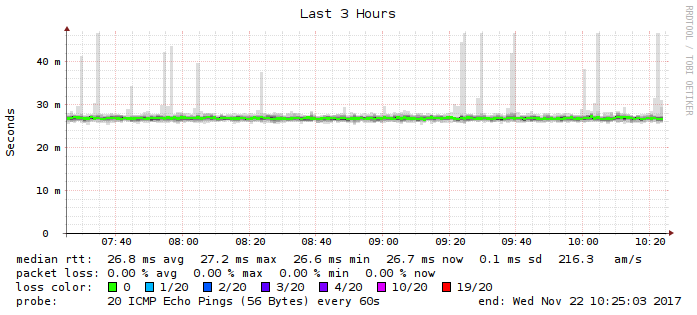 Last 3 Hours
RRDTOOL / TOBI OETIKER
Seconds
40 m
30 m
20 m
10 m
0
07:40 08:00 08:20 08:40 09:00 09:20 09:40 10:00 10:20
median rtt: 26.8 ms avg 27.2 ms max 26.6 ms min 26.7 ms now 0.1 ms sd 216.3 am/s
packet loss: 0.00 % avg 0.00 % max 0.00 % min 0.00 % now
loss color: 0 1/20 2/20 3/20 4/20 10/20 19/20
probe: 20 ICMP Echo Pings (56 Bytes) every 60s end: Wed Nov 22 10:25:03 2017